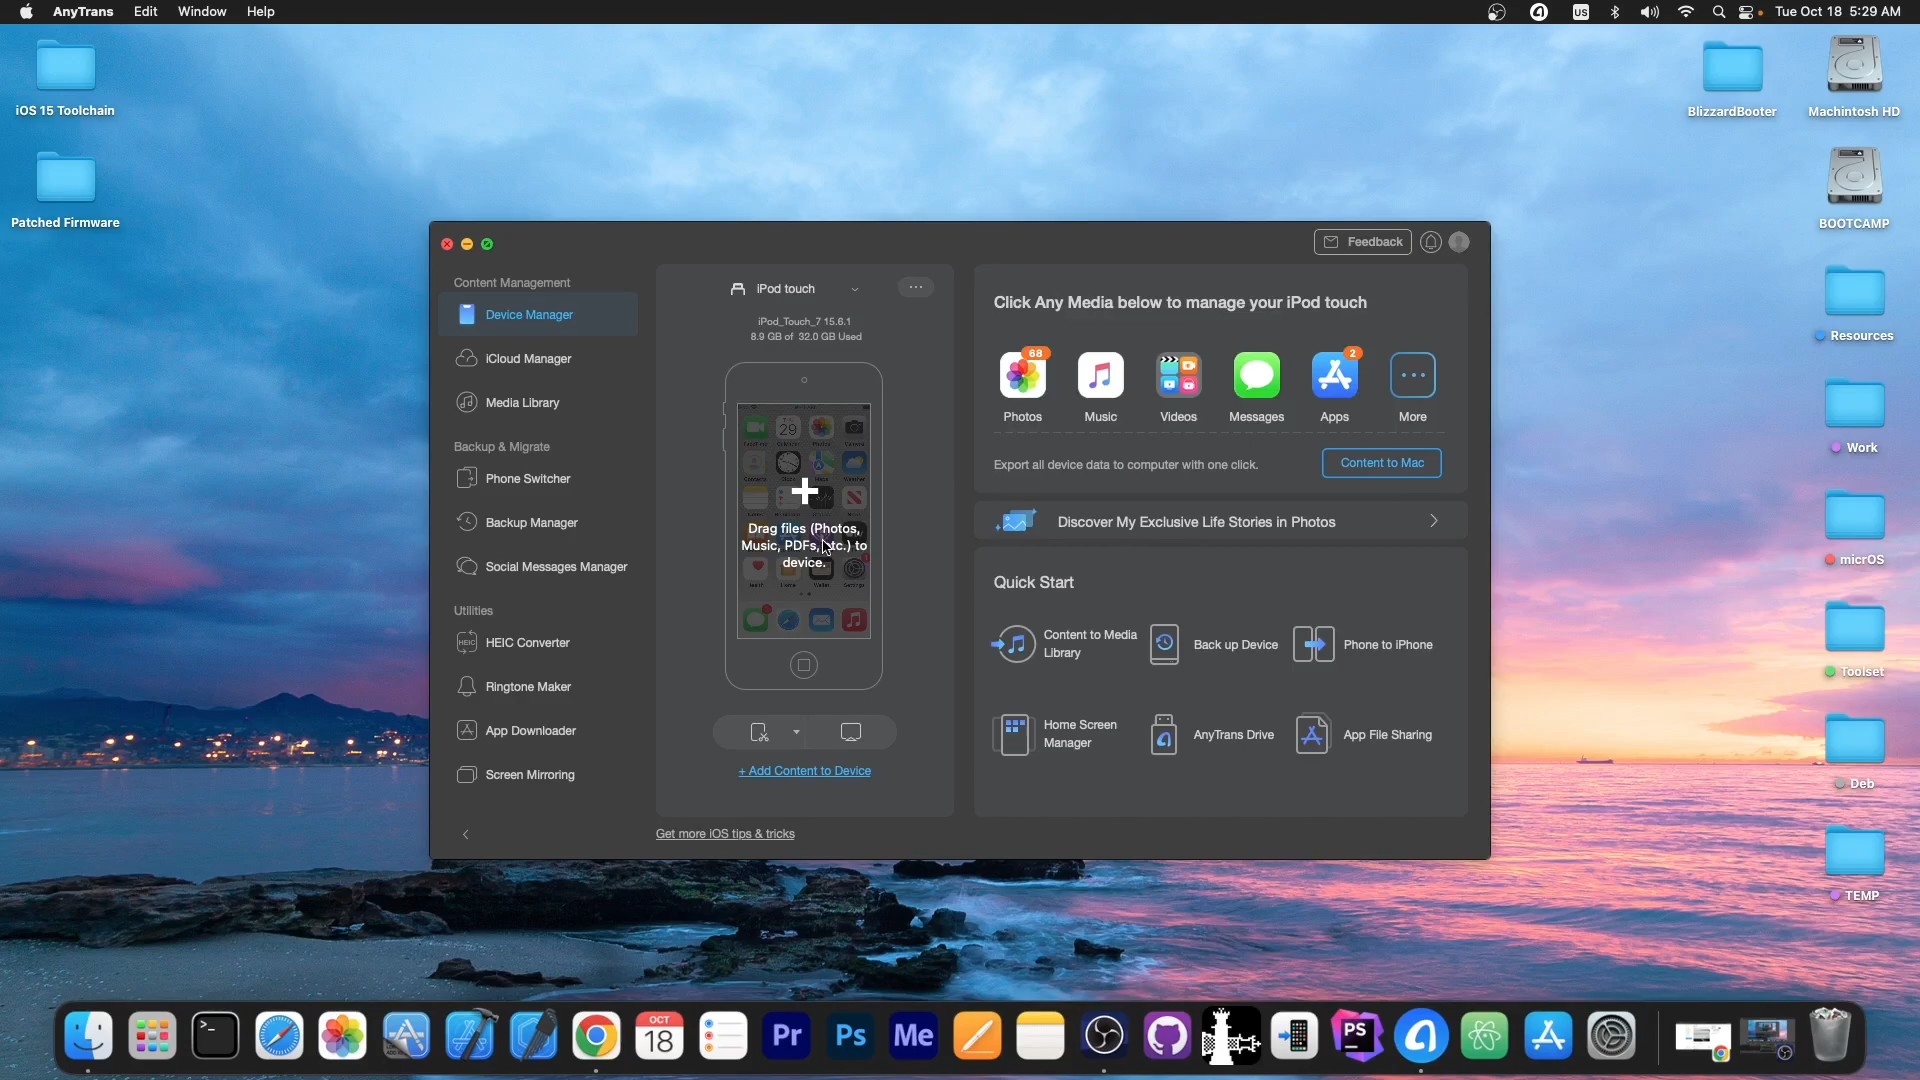 AnyTrans Edit Window Help
US
Tue Oct 18 5:29 AM
iOS 15 Toolchain
Patched Firmware
BlizzardBooter
Machintosh HD
BOOTCAMP
Resources
Work
micrOS
Toolset
Deb
TEMP
Feedback
Content Management
Device Manager
iCloud Manager
Media Library
Backup & Migrate
Phone Switcher
Backup Manager
Social Messages Manager
Utilities
HEIC
HEIC Converter
Ringtone Maker
App Downloader
Screen Mirroring
iPod touch
iPod_Touch_7 15.6.1
8.9 GB of 32.0 GB Used
29
Drag files (Photos,
Music, PDFs, etc.) to
device.
+ Add Content to Device
Get more iOS tips & tricks
Click Any Media below to manage your iPod touch
68
2
Photos
Music
Videos
Messages
Apps
More
Export all device data to computer with one click.
Content to Mac
Discover My Exclusive Life Stories in Photos
Quick Start
Content to Media
Library
Back up Device
Phone to iPhone
Home Screen
Manager
AnyTrans Drive
App File Sharing
OCT
18
Pr
Ps
Me
PS